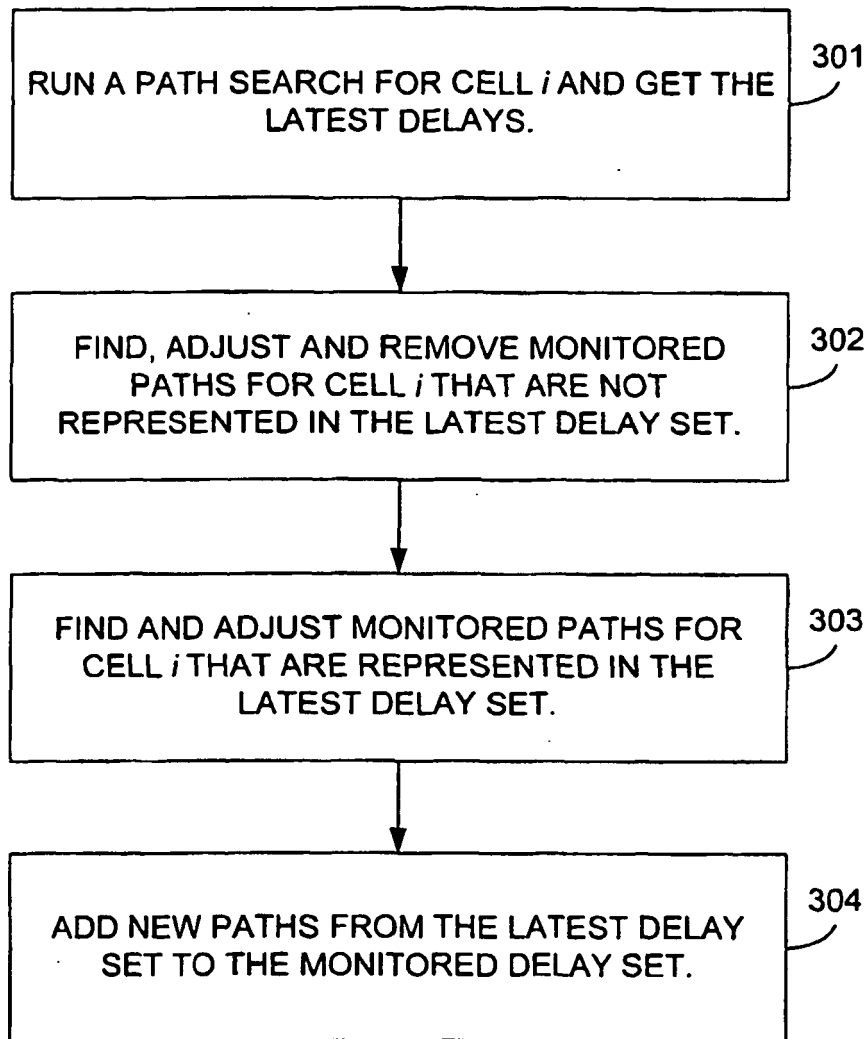 RUN A PATH SEARCH FOR CELL i AND GET THE
LATEST DELAYS.
301
FIND, ADJUST AND REMOVE MONITORED
PATHS FOR CELL i THAT ARE NOT
REPRESENTED IN THE LATEST DELAY SET.
302
FIND AND ADJUST MONITORED PATHS FOR
CELL i THAT ARE REPRESENTED IN THE
LATEST DELAY SET.
303
ADD NEW PATHS FROM THE LATEST DELAY
SET TO THE MONITORED DELAY SET.
304